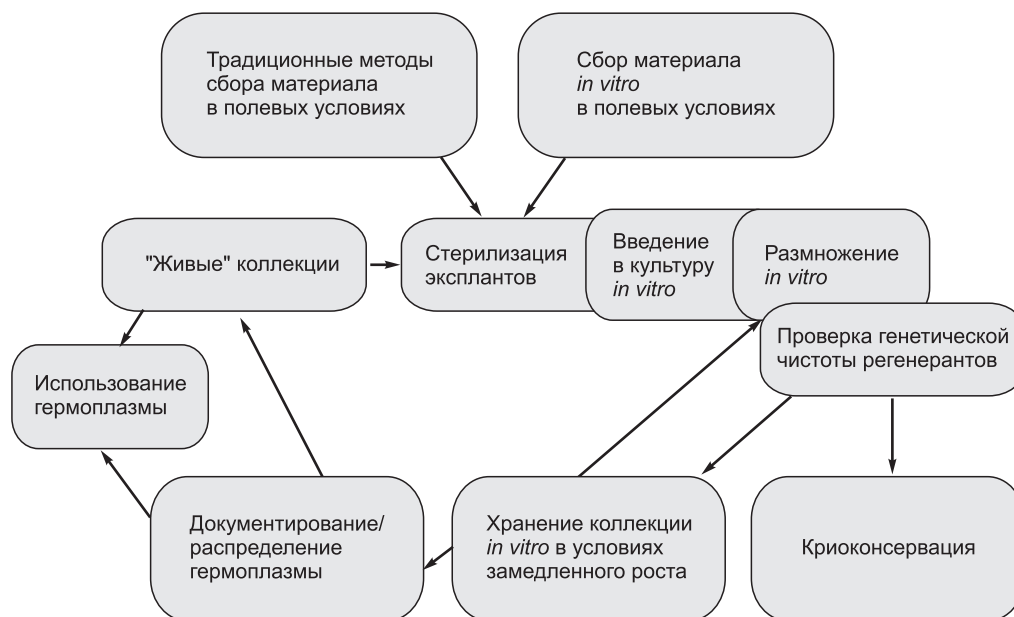 Традиционные методы
сбора материала
в полевых условиях
Сбор материала
in vitro
в полевых условиях
"Живые" коллекции
Стерилизация
эксплантов
Введение
в культуру
in vitro
Размножение
in vitro
Проверка генетической
чистоты регенерантов
Использование
гермоплазмы
Документирование/
распределение
гермоплазмы
Хранение коллекции
in vitro в условиях
замедленного роста
Криоконсервация